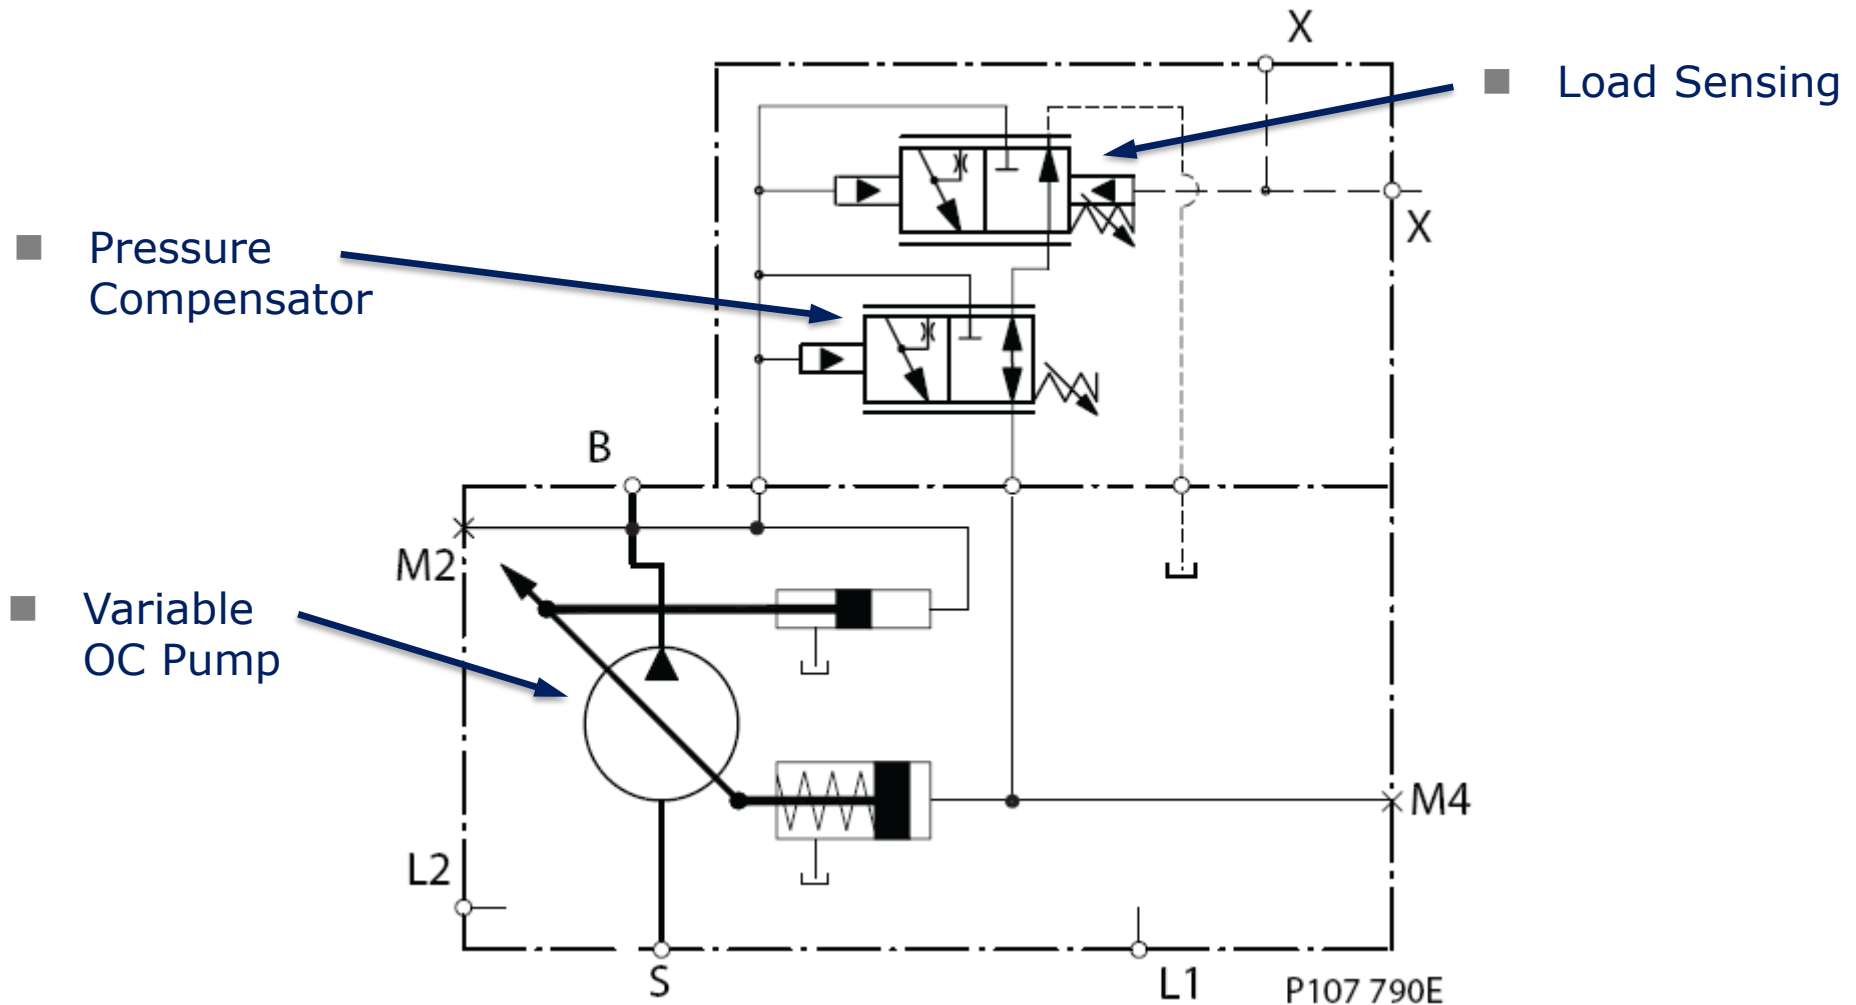 X
Load Sensing
X
Pressure
Compensator
B
M2
Variable
OC Pump
M4
L2
S
L1
P107 790E